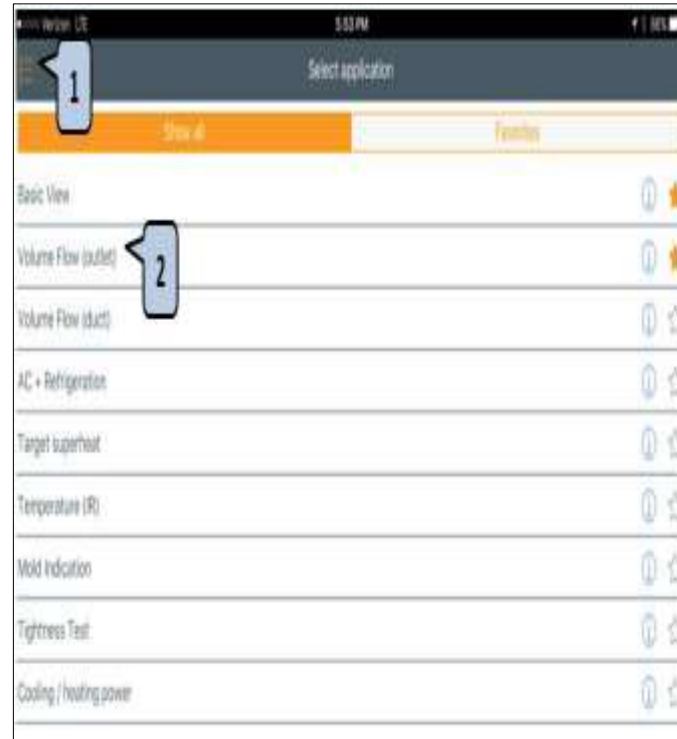 Verizon LTE 5:53 PM
Select application
1
Show all Favorites
Basic View
Volume Flow (outlet)
2
Volume Flow (duct)
AC + Refrigeration
Target superheat
Temperature (IR)
Mold Indication
Tightness Test
Cooling / heating power